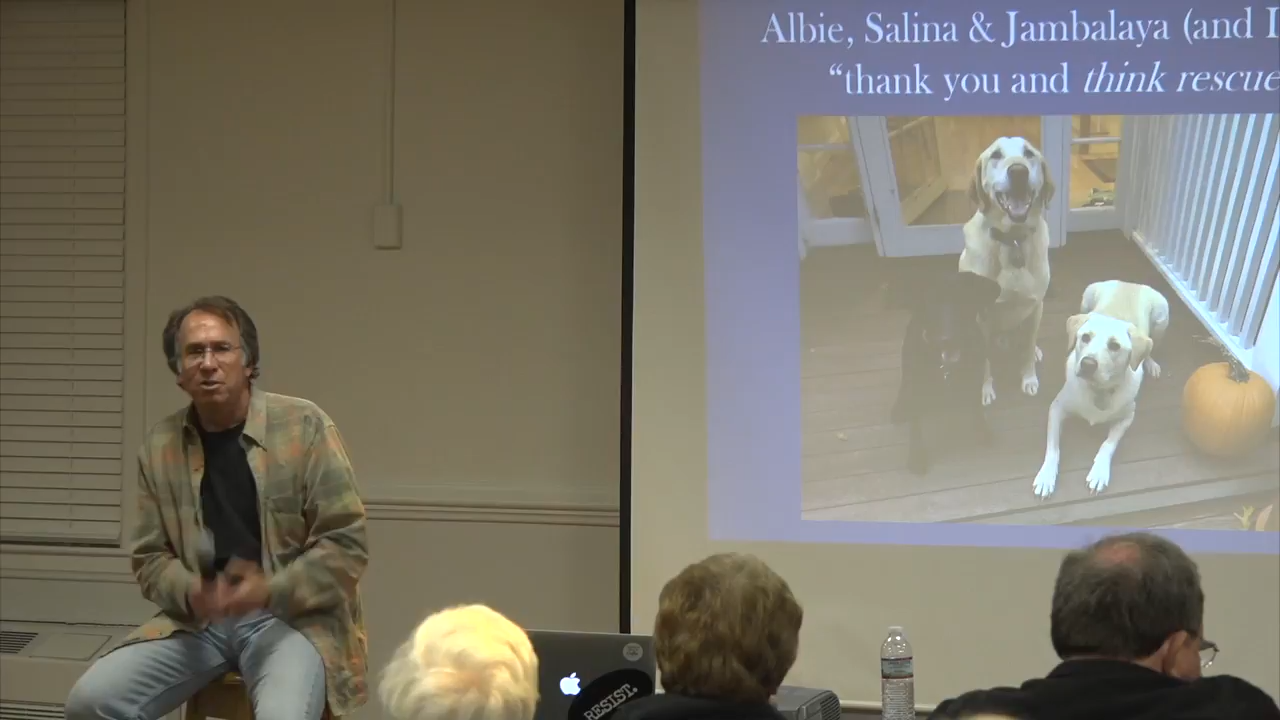 Albie, Salina & Jambalaya (and I
“thank you and think rescue
RESIST.